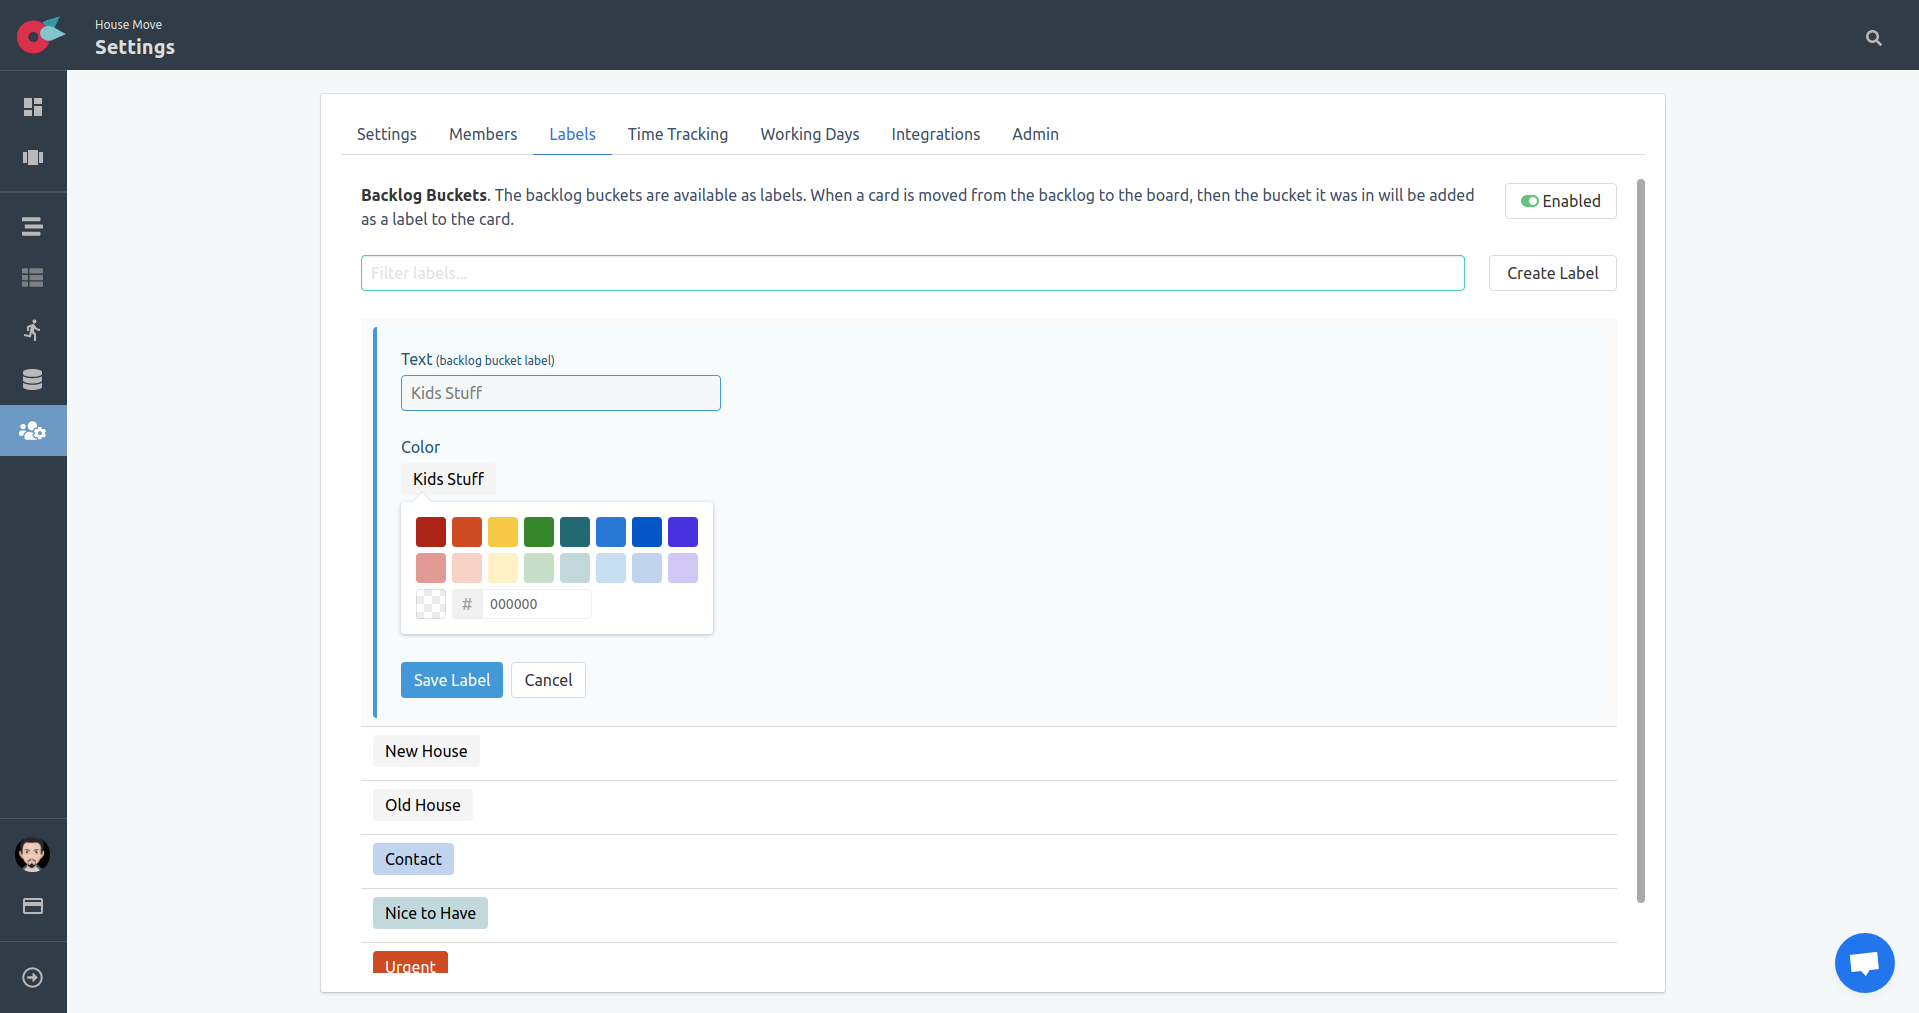 House Move
Settings
Settings Members Labels Time Tracking Working Days Integrations Admin
Backlog Buckets. The backlog buckets are available as labels. When a card is moved from the backlog to the board, then the bucket it was in will be added
as a label to the card.
Enabled
Filter labels...
Create Label
Text (backlog bucket label)
Kids Stuff
Color
Kids Stuff
# 000000
Save Label Cancel
New House
Old House
Contact
Nice to Have
Urgent